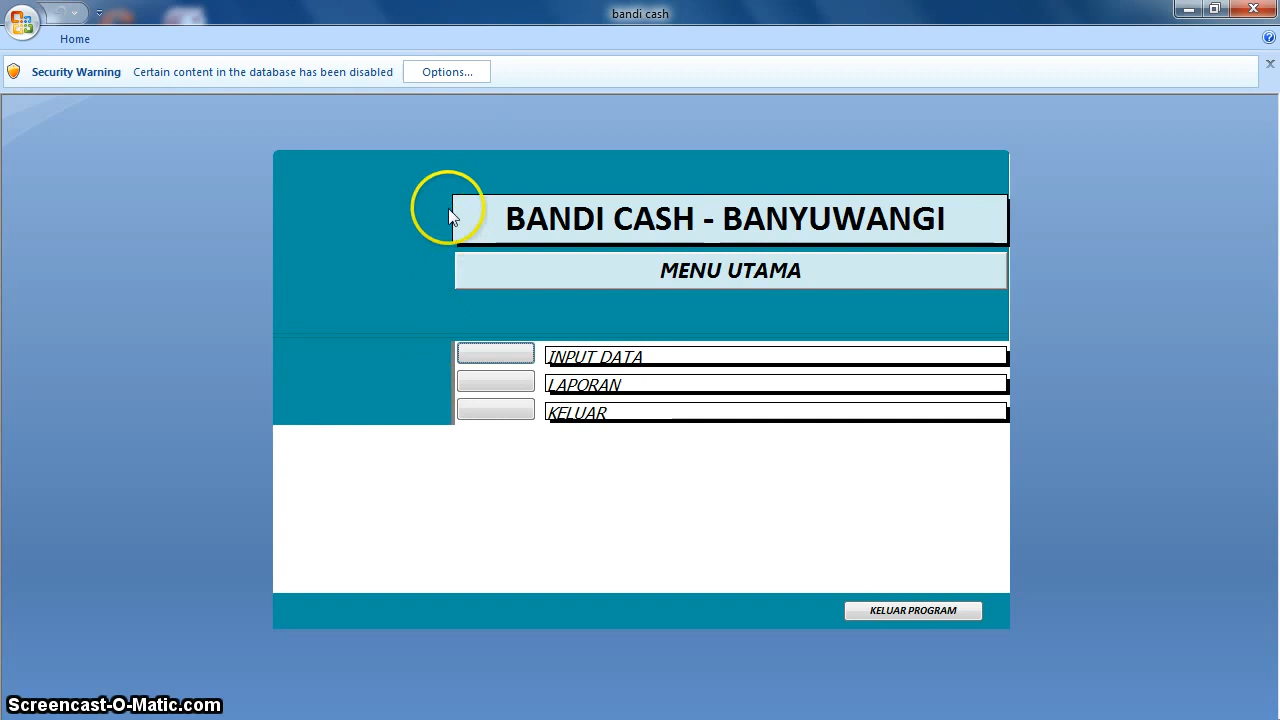 bandi cash
Home
Security Warning Certain content in the database has been disabled Options...
BANDI CASH - BANYUWANGI
MENU UTAMA
INPUT DATA
LAPORAN
KELUAR
KELUAR PROGRAM
Screencast-O-Matic.com